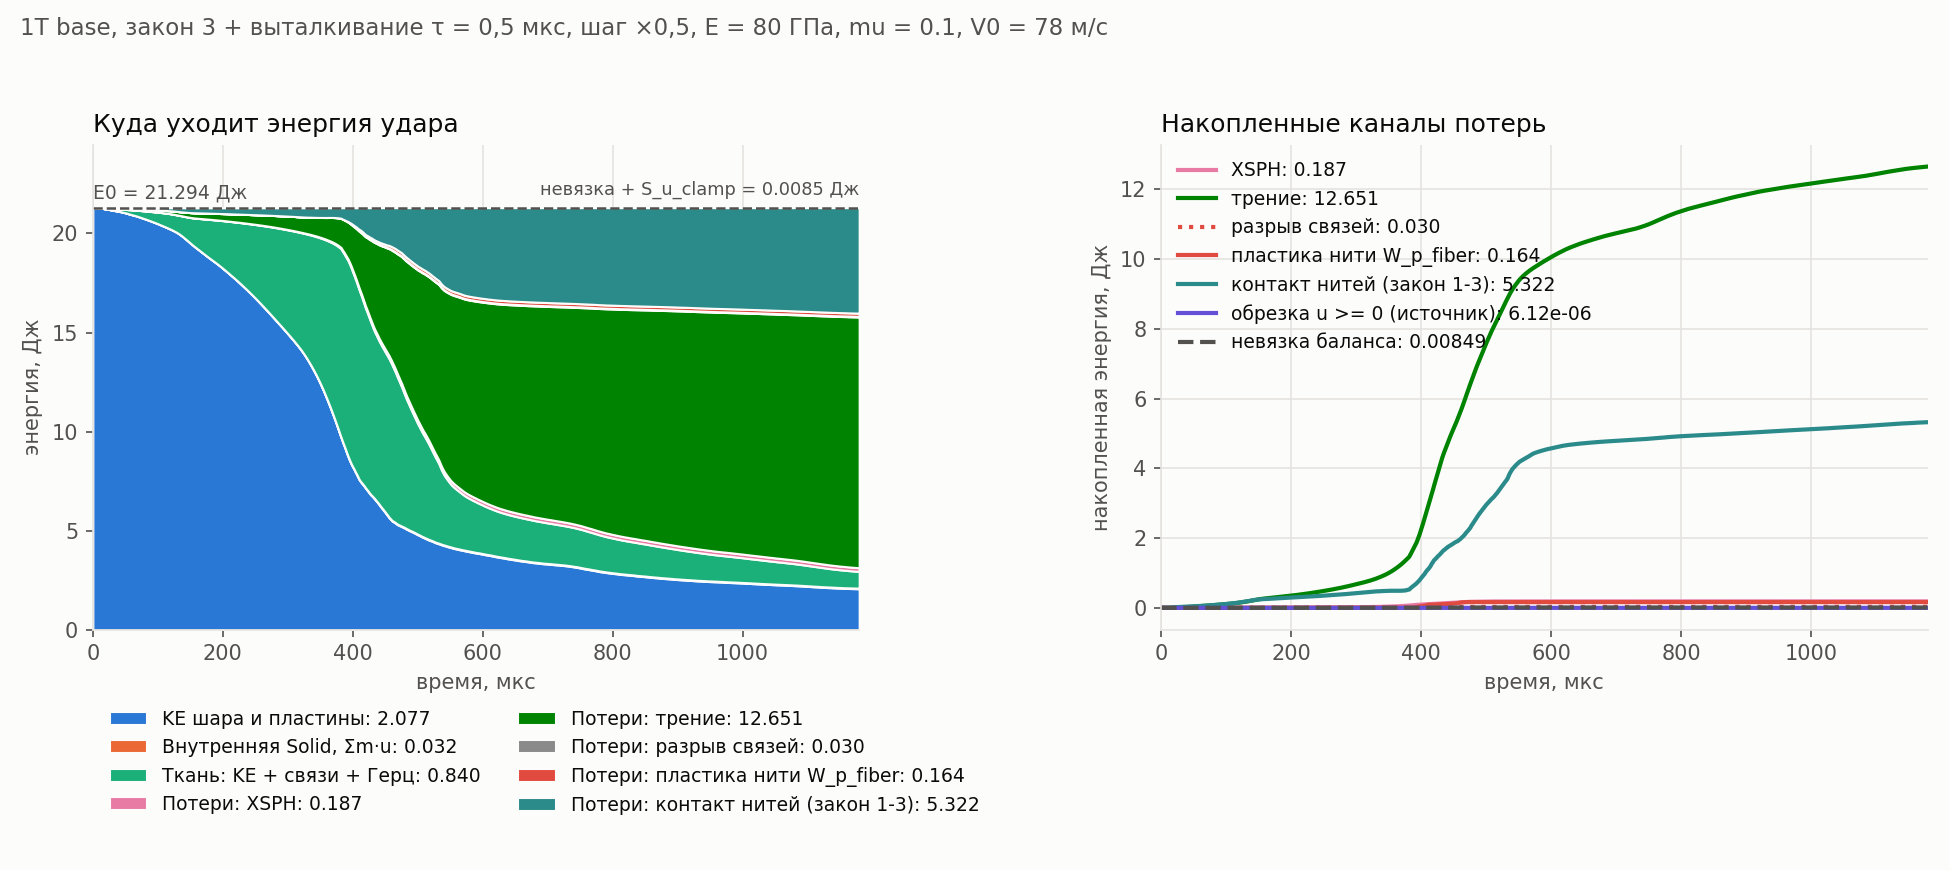 1T base, закон 3 + выталкивание τ = 0,5 мкс, шаг ×0,5, E = 80 ГПа, mu = 0.1, V0 = 78 м/с
Куда уходит энергия удара
E0 = 21.294 Дж
невязка + S_u_clamp = 0.0085 Дж
энергия, Дж
20
15
10
5
0
0 200 400 600 800 1000
время, мкс
KE шара и пластины: 2.077
Внутренняя Solid, Σm·u: 0.032
Ткань: KE + связи + Герц: 0.840
Потери: XSPH: 0.187
Потери: трение: 12.651
Потери: разрыв связей: 0.030
Потери: пластика нити W_p_fiber: 0.164
Потери: контакт нитей (закон 1-3): 5.322
Накопленные каналы потерь
XSPH: 0.187
трение: 12.651
разрыв связей: 0.030
пластика нити W_p_fiber: 0.164
контакт нитей (закон 1-3): 5.322
обрезка u >= 0 (источник): 6.12e-06
невязка баланса: 0.00849
накопленная энергия, Дж
12
10
8
6
4
2
0
0 200 400 600 800 1000
время, мкс